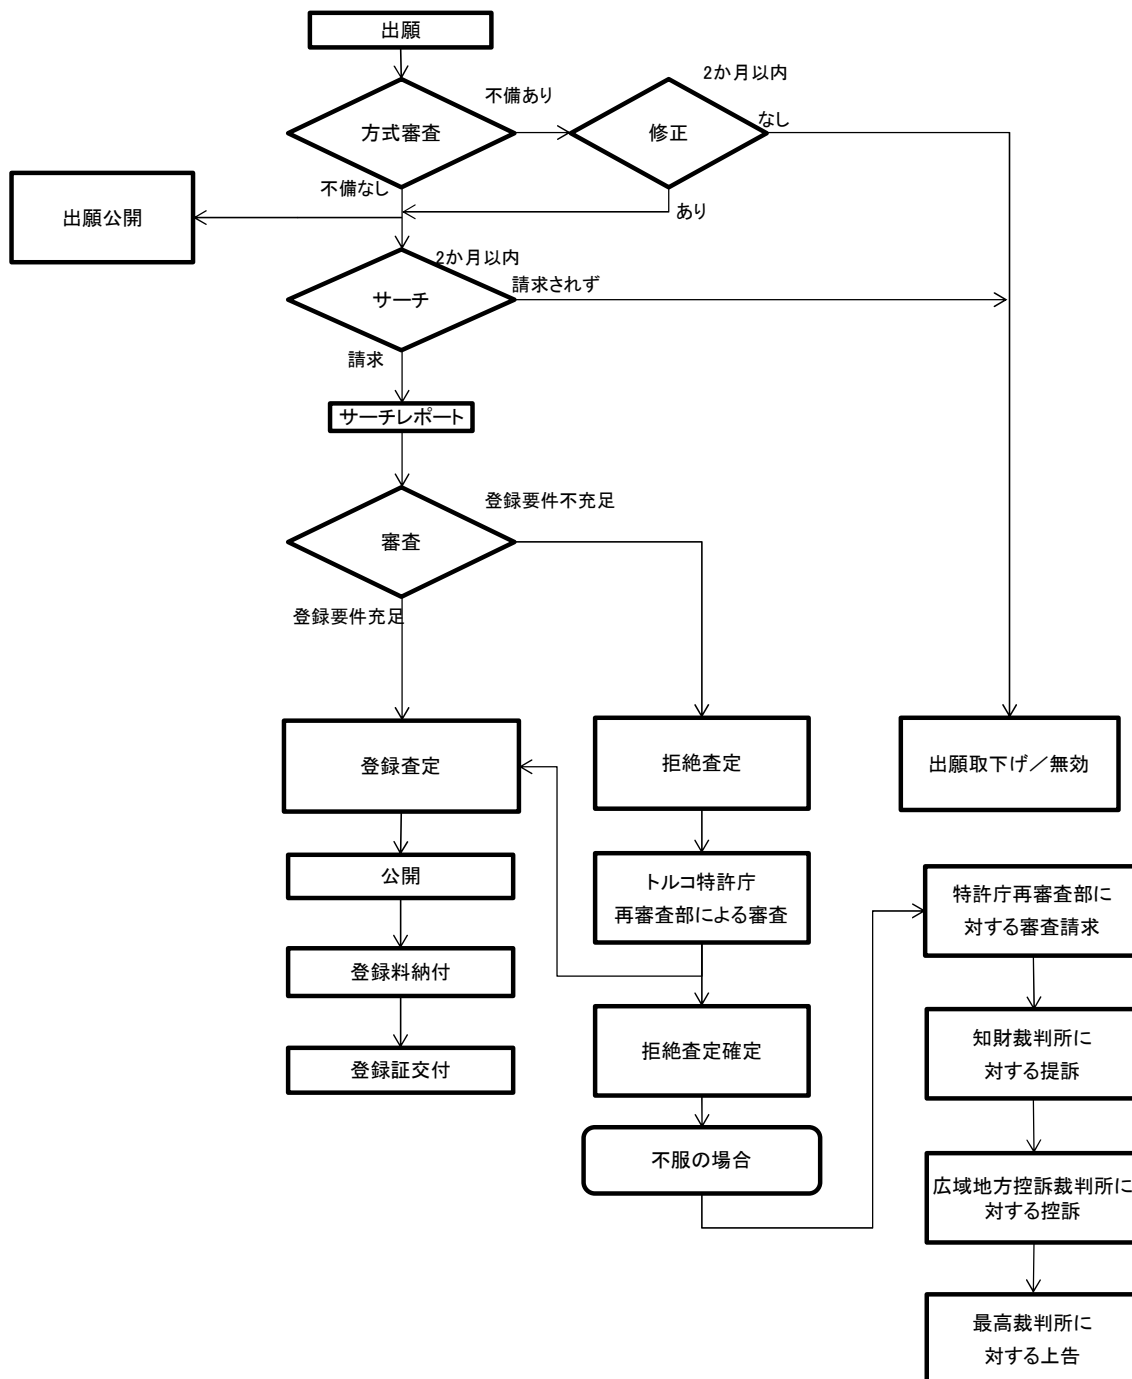 出願
2か月以内
不備あり
方式審査
修正
なし
不備なし
あり
出願公開
2か月以内
請求されず
サーチ
請求
サーチレポート
登録要件不充足
審査
登録要件充足
登録査定
拒絶査定
出願取下げ／無効
公開
トルコ特許庁
再審査部による審査
特許庁再審査部に
対する審査請求
登録料納付
拒絶査定確定
知財裁判所に
対する提訴
登録証交付
不服の場合
広域地方控訴裁判所に
対する控訴
最高裁判所に
対する上告